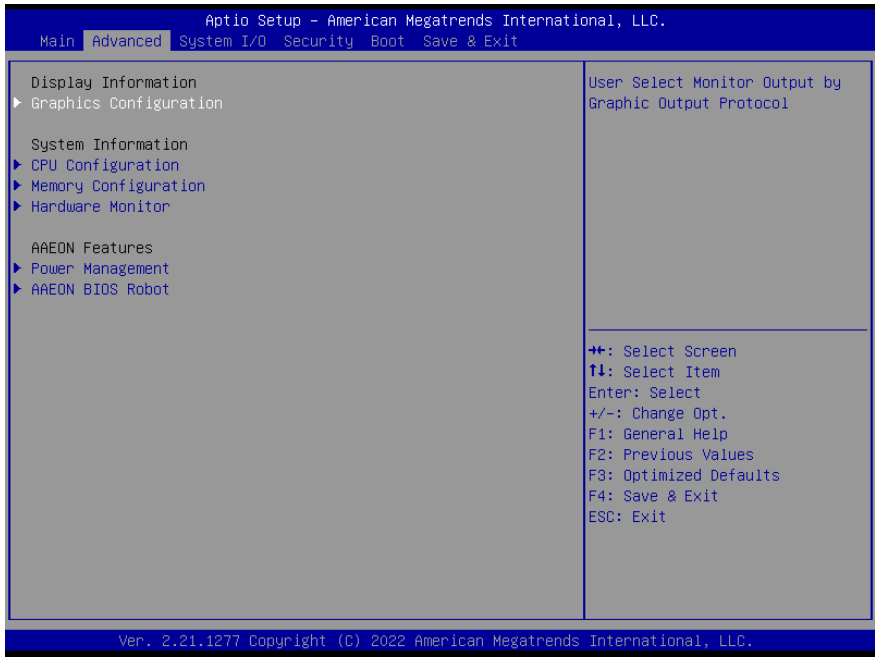 Aptio Setup – American Megatrends International, LLC.
Main Advanced System I/O Security Boot Save & Exit
Display Information
Graphics Configuration
System Information
CPU Configuration
Memory Configuration
Hardware Monitor
AAEON Features
Power Management
AAEON BIOS Robot
User Select Monitor Output by
Graphic Output Protocol
→←: Select Screen
↑↓: Select Item
Enter: Select
+/-: Change Opt.
F1: General Help
F2: Previous Values
F3: Optimized Defaults
F4: Save & Exit
ESC: Exit
Ver. 2.21.1277 Copyright (C) 2022 American Megatrends International, LLC.